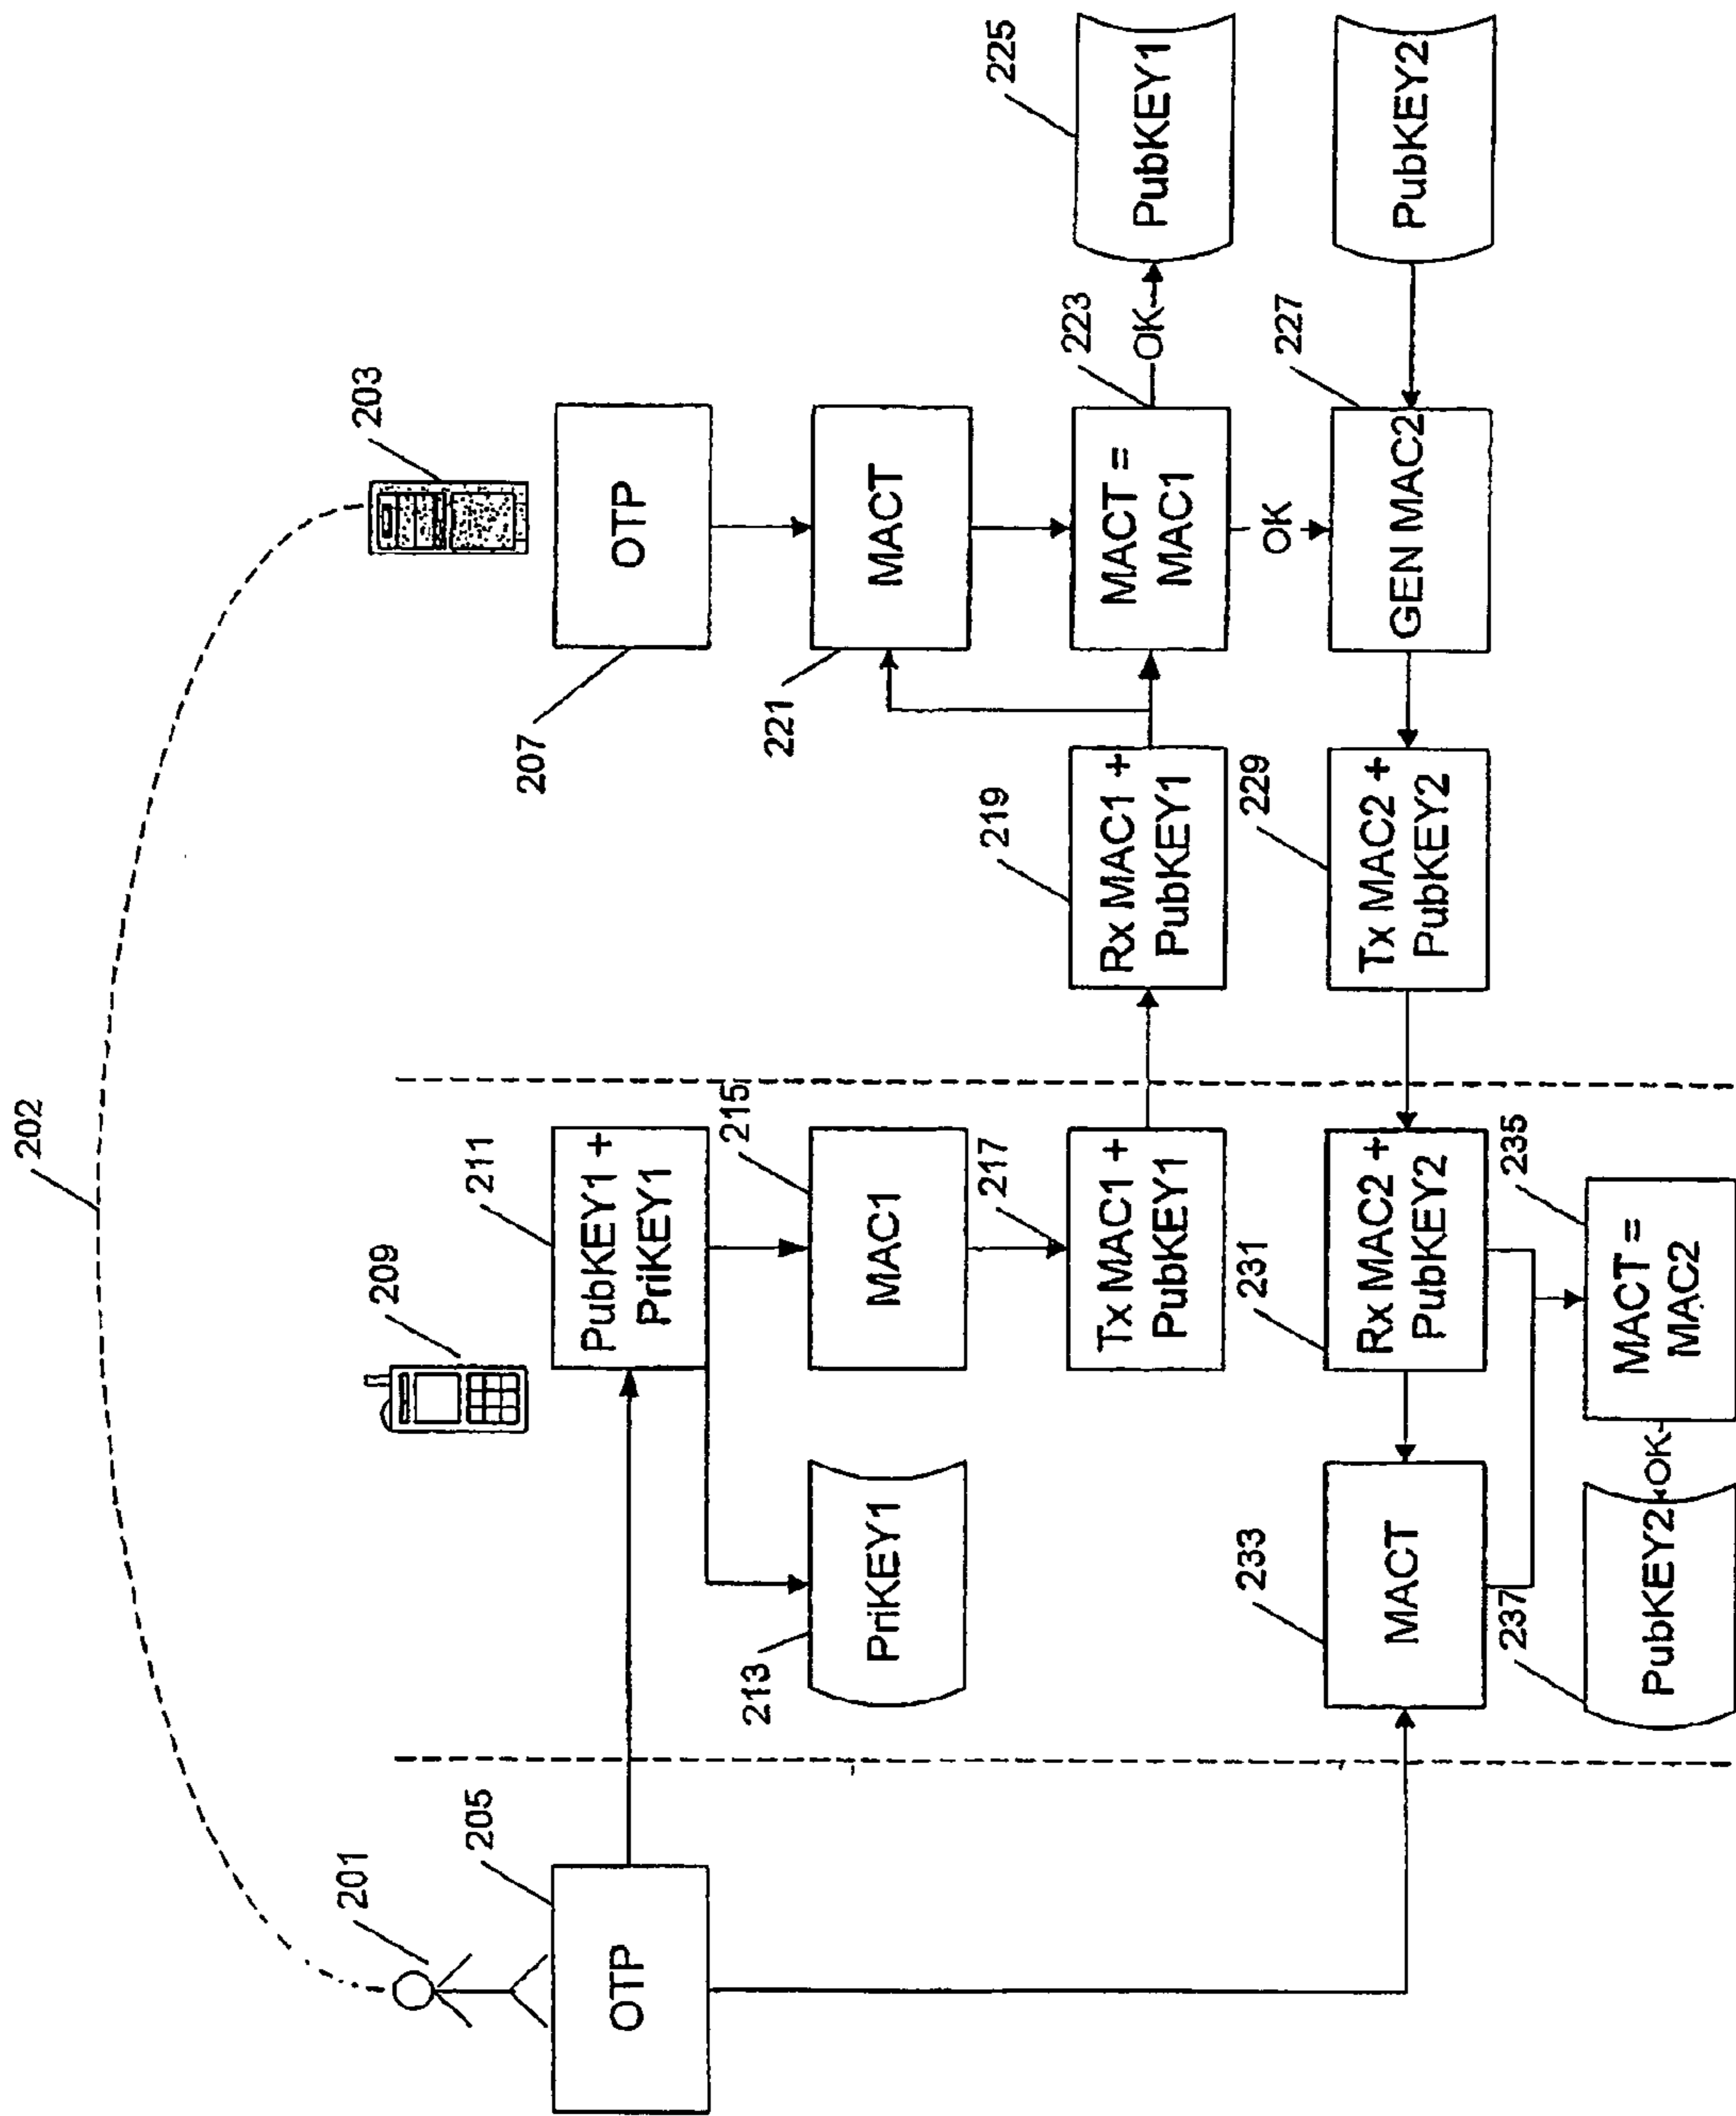 202
201
209
203
205
OTP
211
PubKEY1 +
PriKEY1
207
OTP
213
PriKEY1
215
MAC1
221
MACT
217
Tx MAC1 +
PubKEY1
219
Rx MAC1 +
PubKEY1
223
MACT =
MAC1
OK
225
PubKEY1
OK
233
MACT
231
Rx MAC2 +
PubKEY2
229
Tx MAC2 +
PubKEY2
227
GEN MAC2
PubKEY2
237
PubKEY2
OK
235
MACT =
MAC2